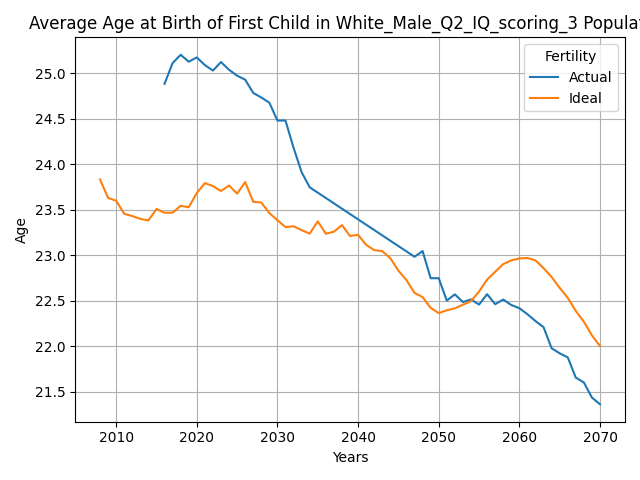 Average Age at Birth of First Child in White_Male_Q2_IQ_scoring_3 Populat
Fertility
Actual
Ideal
25.0
24.5
24.0
23.5
23.0
22.5
22.0
21.5
Age
2010 2020 2030 2040 2050 2060 2070
Years